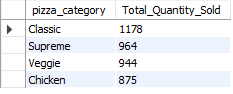 pizza_category Total_Quantity_Sold
Classic 1178
Supreme 964
Veggie 944
Chicken 875